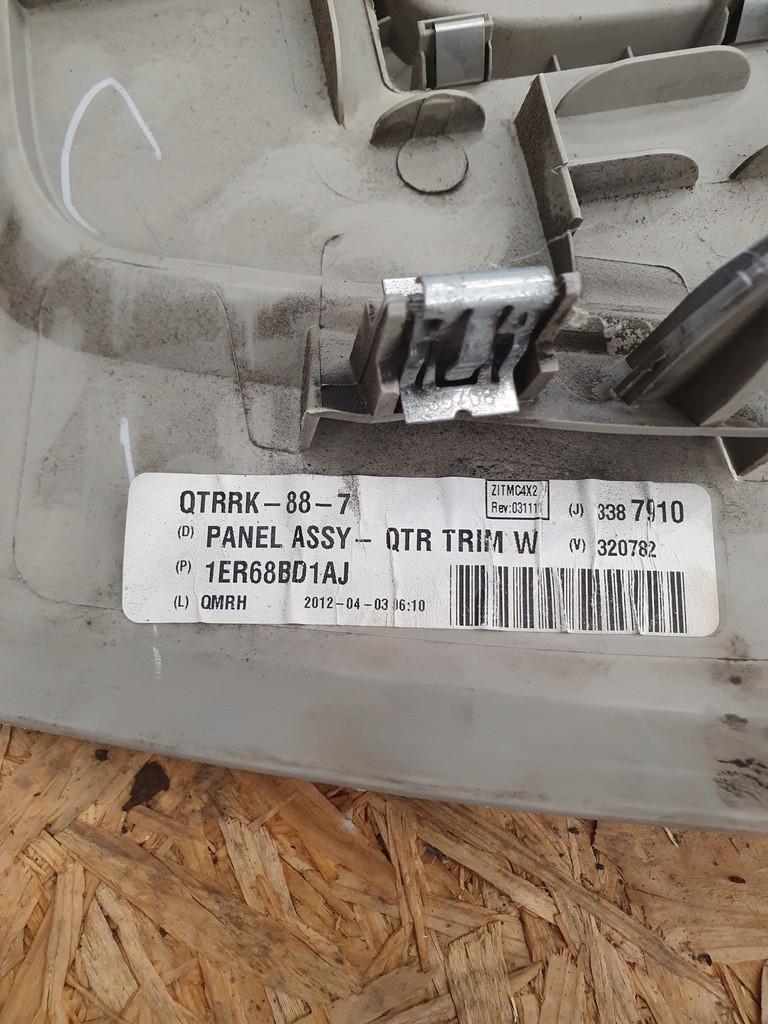 QTRRK-88-7
ZITMC4X2
Rev:03111
(J) 338 7910
(D) PANEL ASSY- QTR TRIM W
(V) 320782
(P) 1ER68BD1AJ
(L) QMRH 2012-04-03 06:10